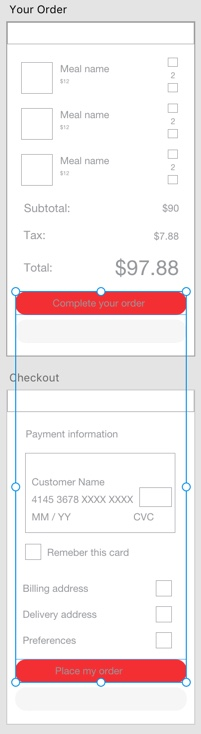 Your Order
Meal name
$12
2
Meal name
$12
2
Meal name
$12
2
Subtotal: $90
Tax: $7.88
Total: $97.88
Complete your order
Checkout
Payment information
Customer Name
4145 3678 XXXX XXXX
MM / YY CVC
Remeber this card
Billing address
Delivery address
Preferences
Place my order